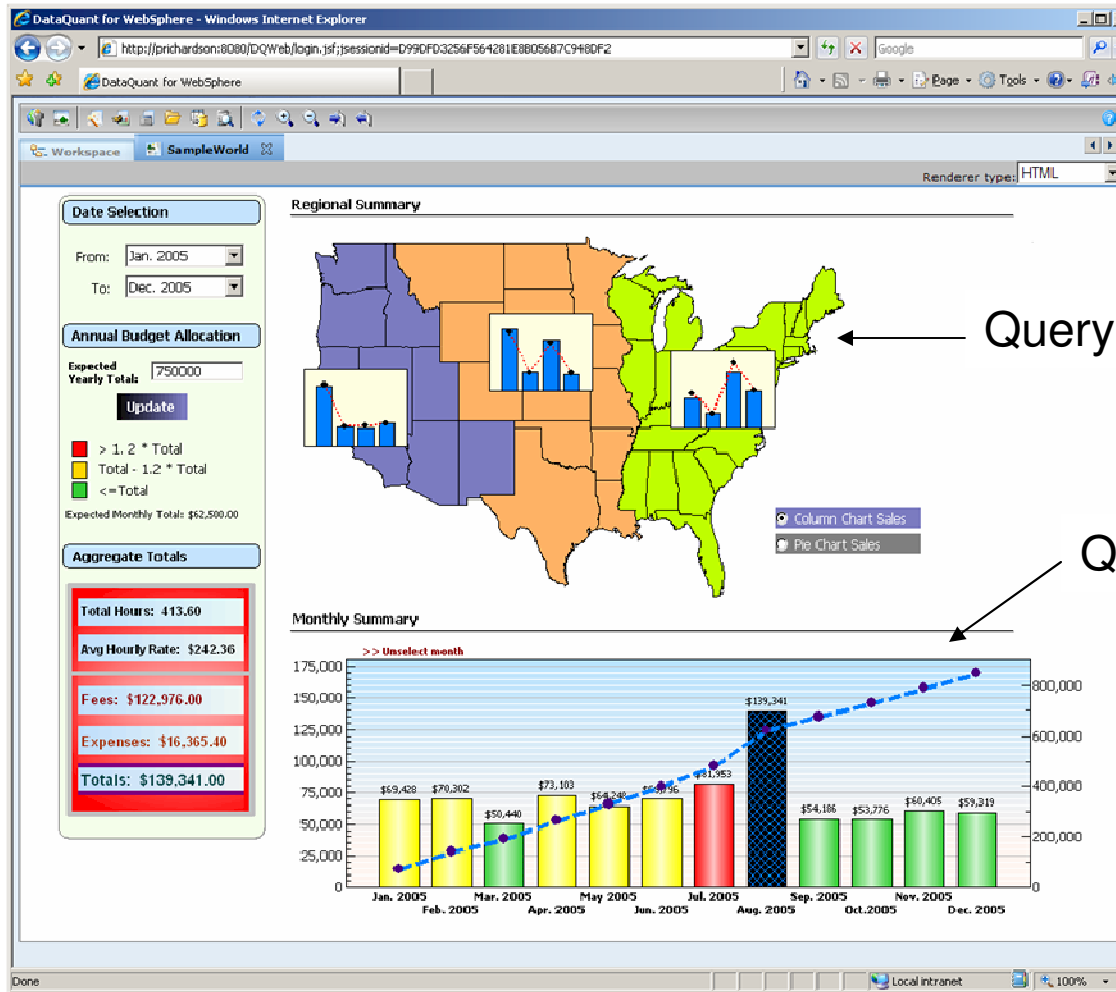 DataQuant for WebSphere - Windows Internet Explorer
http://prichardson:8080/DQWeb/login.jsf;jsessionid=D99DFD3256F564281E8B05687C948DF2
Google
DataQuant for WebSphere
Page
Tools
Workspace
SampleWorld
Renderer type: HTML
Date Selection
From: Jan. 2005
To: Dec. 2005
Annual Budget Allocation
Expected
Yearly Total: 750000
Update
> 1.2 * Total
Total - 1.2 * Total
<=Total
Expected Monthly Total: $62,500.00
Aggregate Totals
Total Hours: 413.60
Avg Hourly Rate: $242.36
Fees: $122,976.00
Expenses: $16,365.40
Totals: $139,341.00
Regional Summary
Query
Column Chart Sales
Pie Chart Sales
Q
Monthly Summary
>> Unselect month
175,000
150,000
125,000
100,000
75,000
50,000
25,000
0
800,000
600,000
400,000
200,000
0
$69,428
$70,302
$50,440
$73,103
$64,248
$81,953
$139,341
$54,186
$53,776
$60,405
$59,319
Jan. 2005
Feb. 2005
Mar. 2005
Apr. 2005
May 2005
Jun. 2005
Jul. 2005
Aug. 2005
Sep. 2005
Oct.2005
Nov. 2005
Dec. 2005
Done
Local intranet
100%